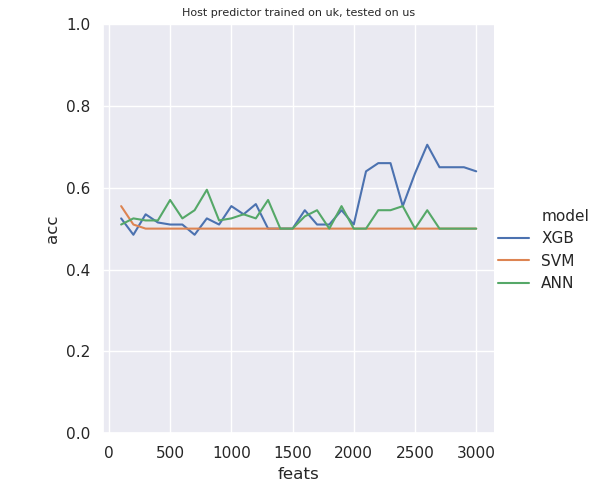 Host predictor trained on uk, tested on us
1.0
0.8
0.6
0.4
0.2
0.0
acc
0 500 1000 1500 2000 2500 3000
feats
model
XGB
SVM
ANN